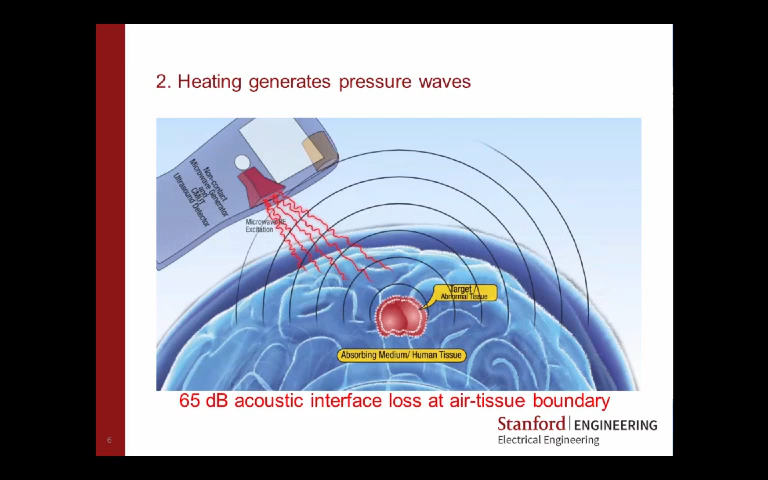 2. Heating generates pressure waves
Non-contact
Microwave Generator
and
CMUT
Ultrasound Detector
Microwave/RF
Excitation
Target /
Abnormal Tissue
Absorbing Medium/ Human Tissue
65 dB acoustic interface loss at air-tissue boundary
Stanford | ENGINEERING
Electrical Engineering
6